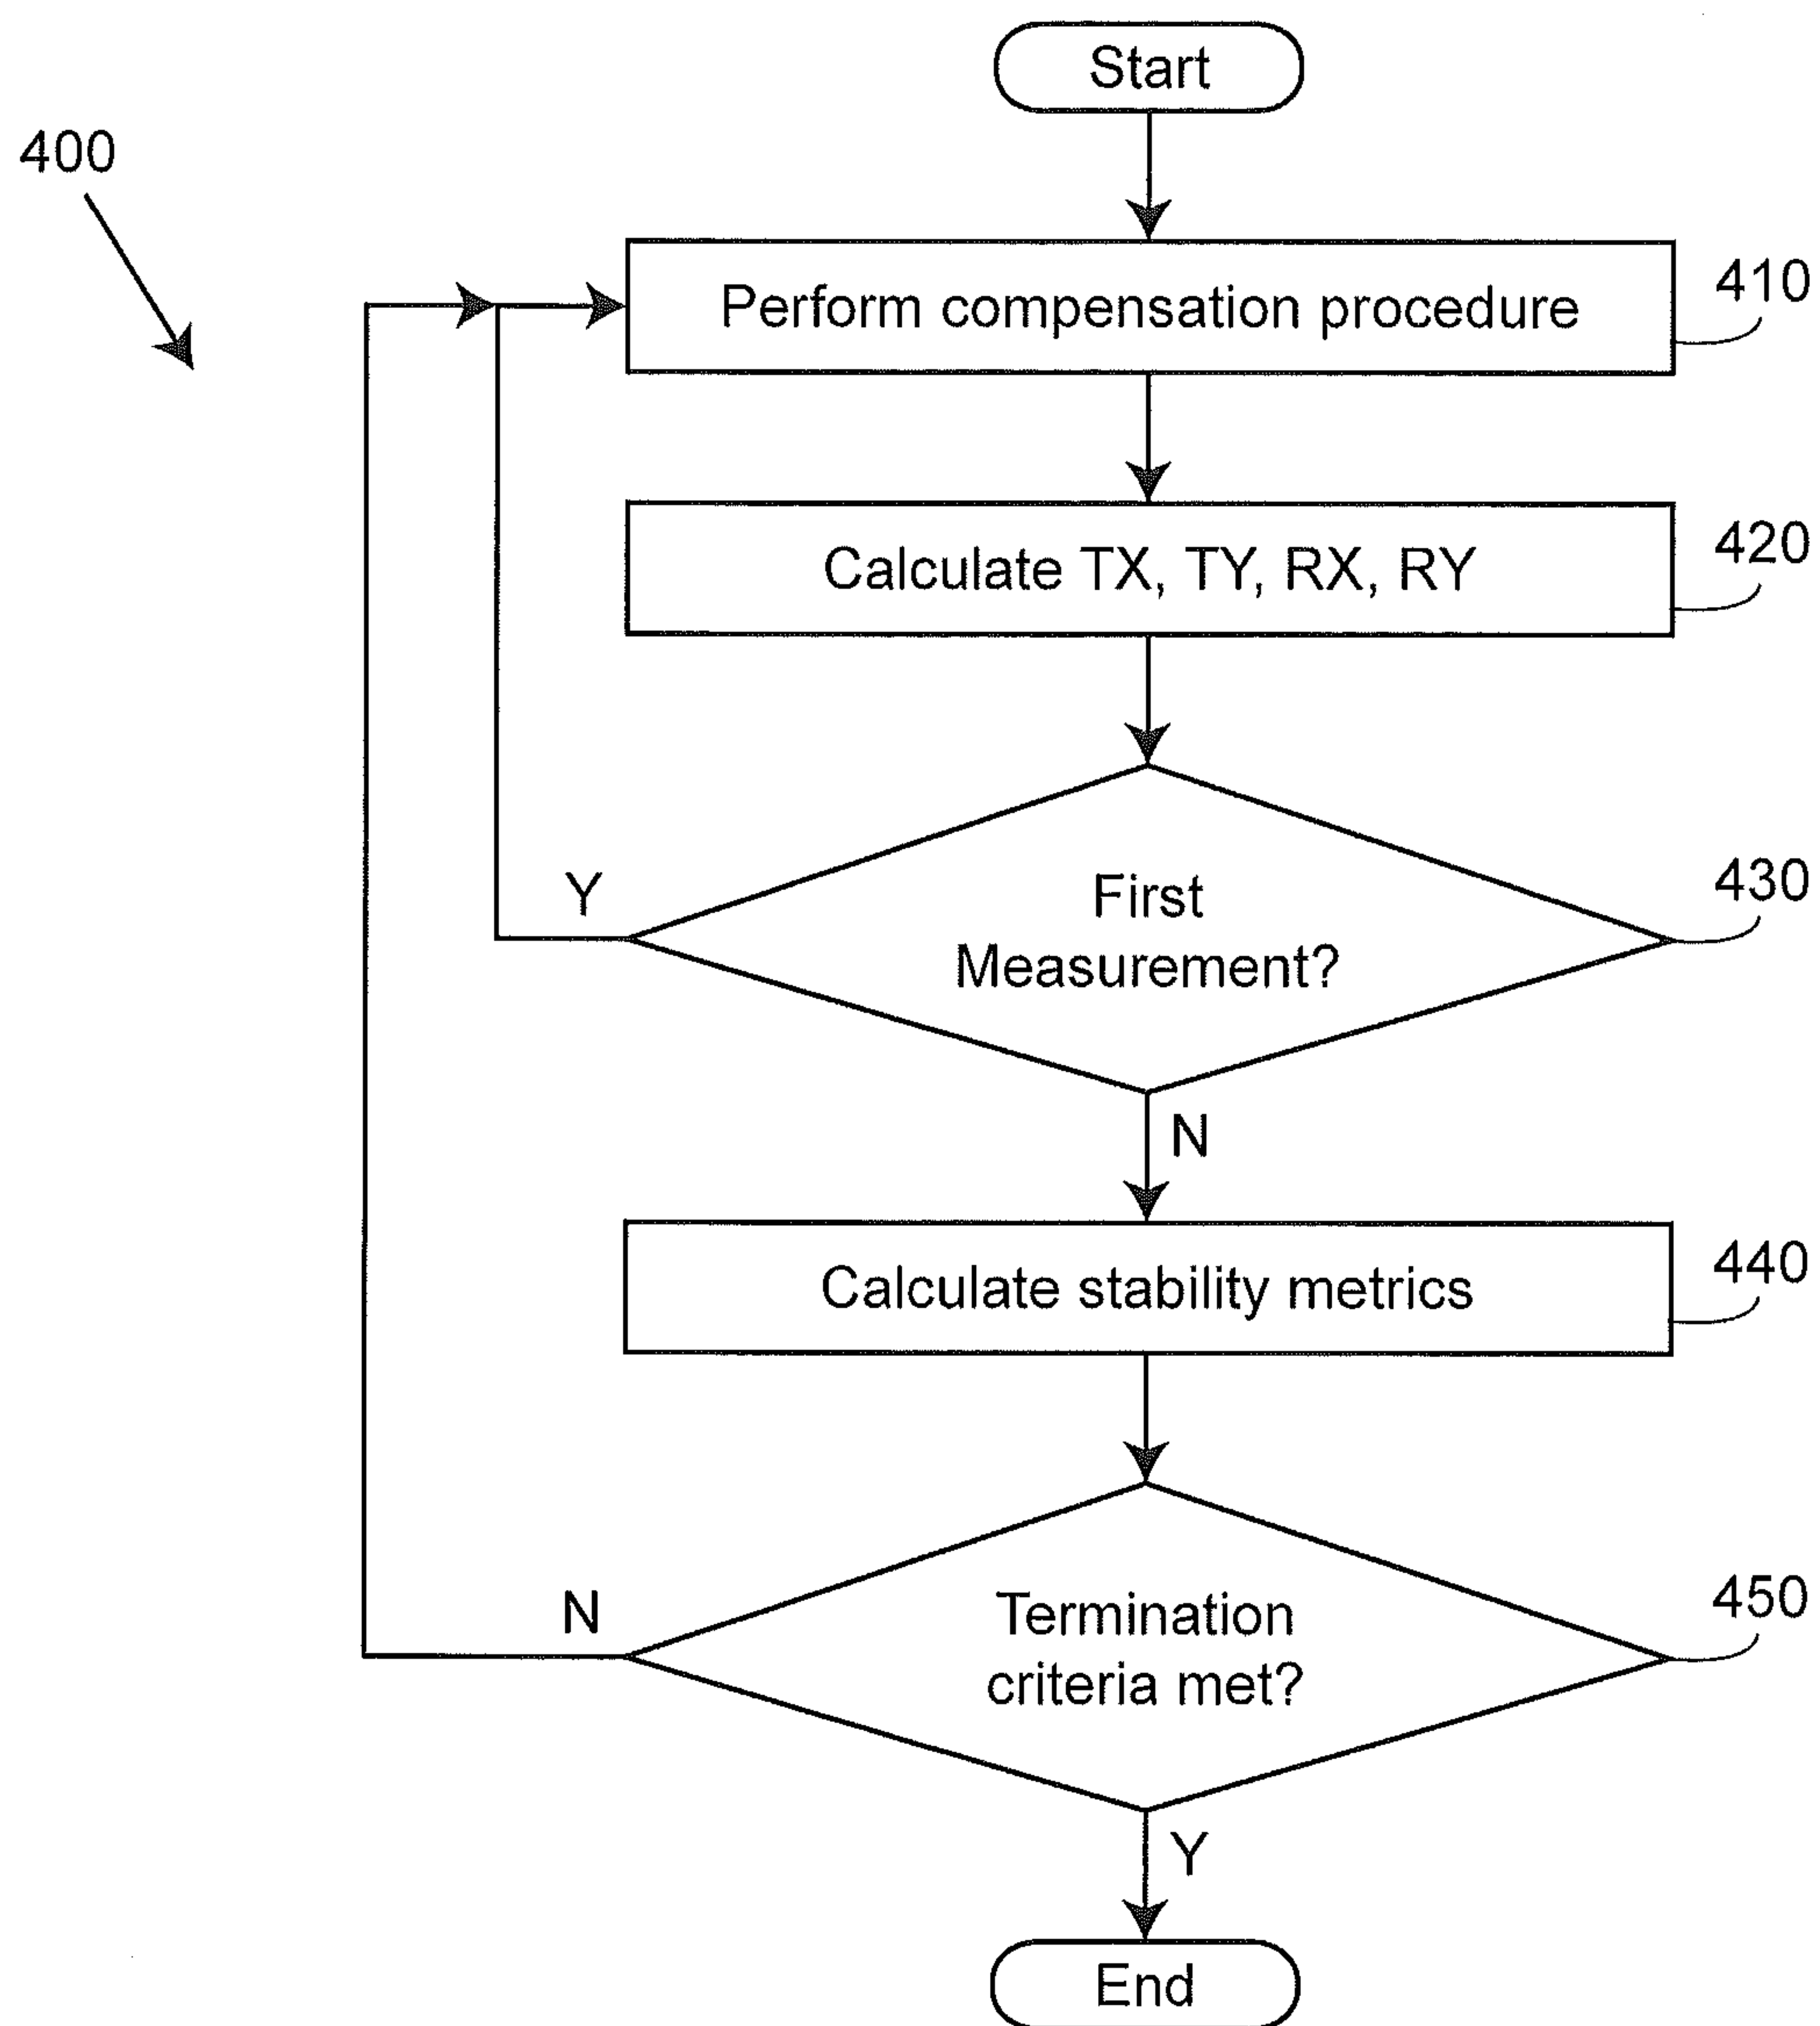 Start
400
Perform compensation procedure
410
Calculate TX, TY, RX, RY
420
First
Measurement?
430
Y
N
Calculate stability metrics
440
Termination
criteria met?
450
N
Y
End